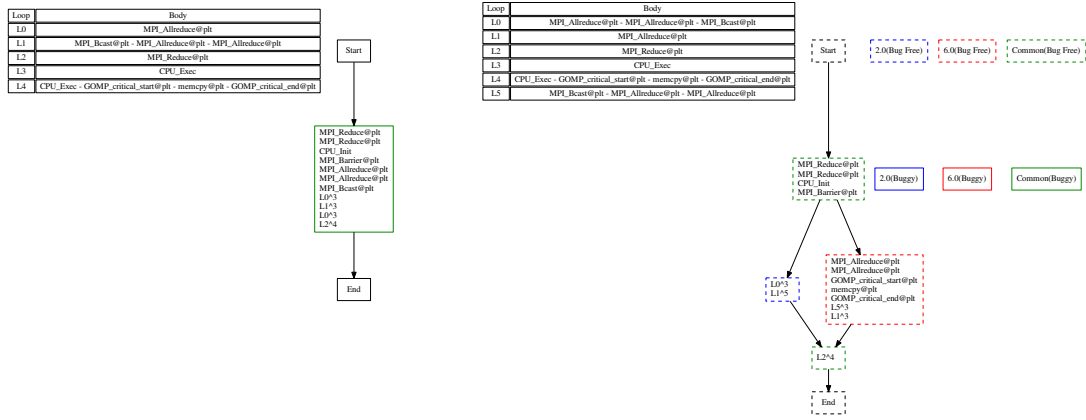 Loop Body
L0 MPI_Allreduce@plt
L1 MPI_Bcast@plt - MPI_Allreduce@plt - MPI_Allreduce@plt
L2 MPI_Reduce@plt
L3 CPU_Exec
L4 CPU_Exec - GOMP_critical_start@plt - memcpy@plt - GOMP_critical_end@plt
Start
MPI_Reduce@plt
MPI_Reduce@plt
CPU_Init
MPI_Barrier@plt
MPI_Allreduce@plt
MPI_Allreduce@plt
MPI_Bcast@plt
L0^3
L1^3
L0^3
L2^4
End
Loop Body
L0 MPI_Allreduce@plt - MPI_Allreduce@plt - MPI_Bcast@plt
L1 MPI_Allreduce@plt
L2 MPI_Reduce@plt
L3 CPU_Exec
L4 CPU_Exec - GOMP_critical_start@plt - memcpy@plt - GOMP_critical_end@plt
L5 MPI_Bcast@plt - MPI_Allreduce@plt - MPI_Allreduce@plt
Start
2.0(Bug Free)
6.0(Bug Free)
Common(Bug Free)
MPI_Reduce@plt
MPI_Reduce@plt
CPU_Init
MPI_Barrier@plt
2.0(Buggy)
6.0(Buggy)
Common(Buggy)
L0^3
L1^5
MPI_Allreduce@plt
MPI_Allreduce@plt
GOMP_critical_start@plt
memcpy@plt
GOMP_critical_end@plt
L5^3
L1^3
L2^4
End